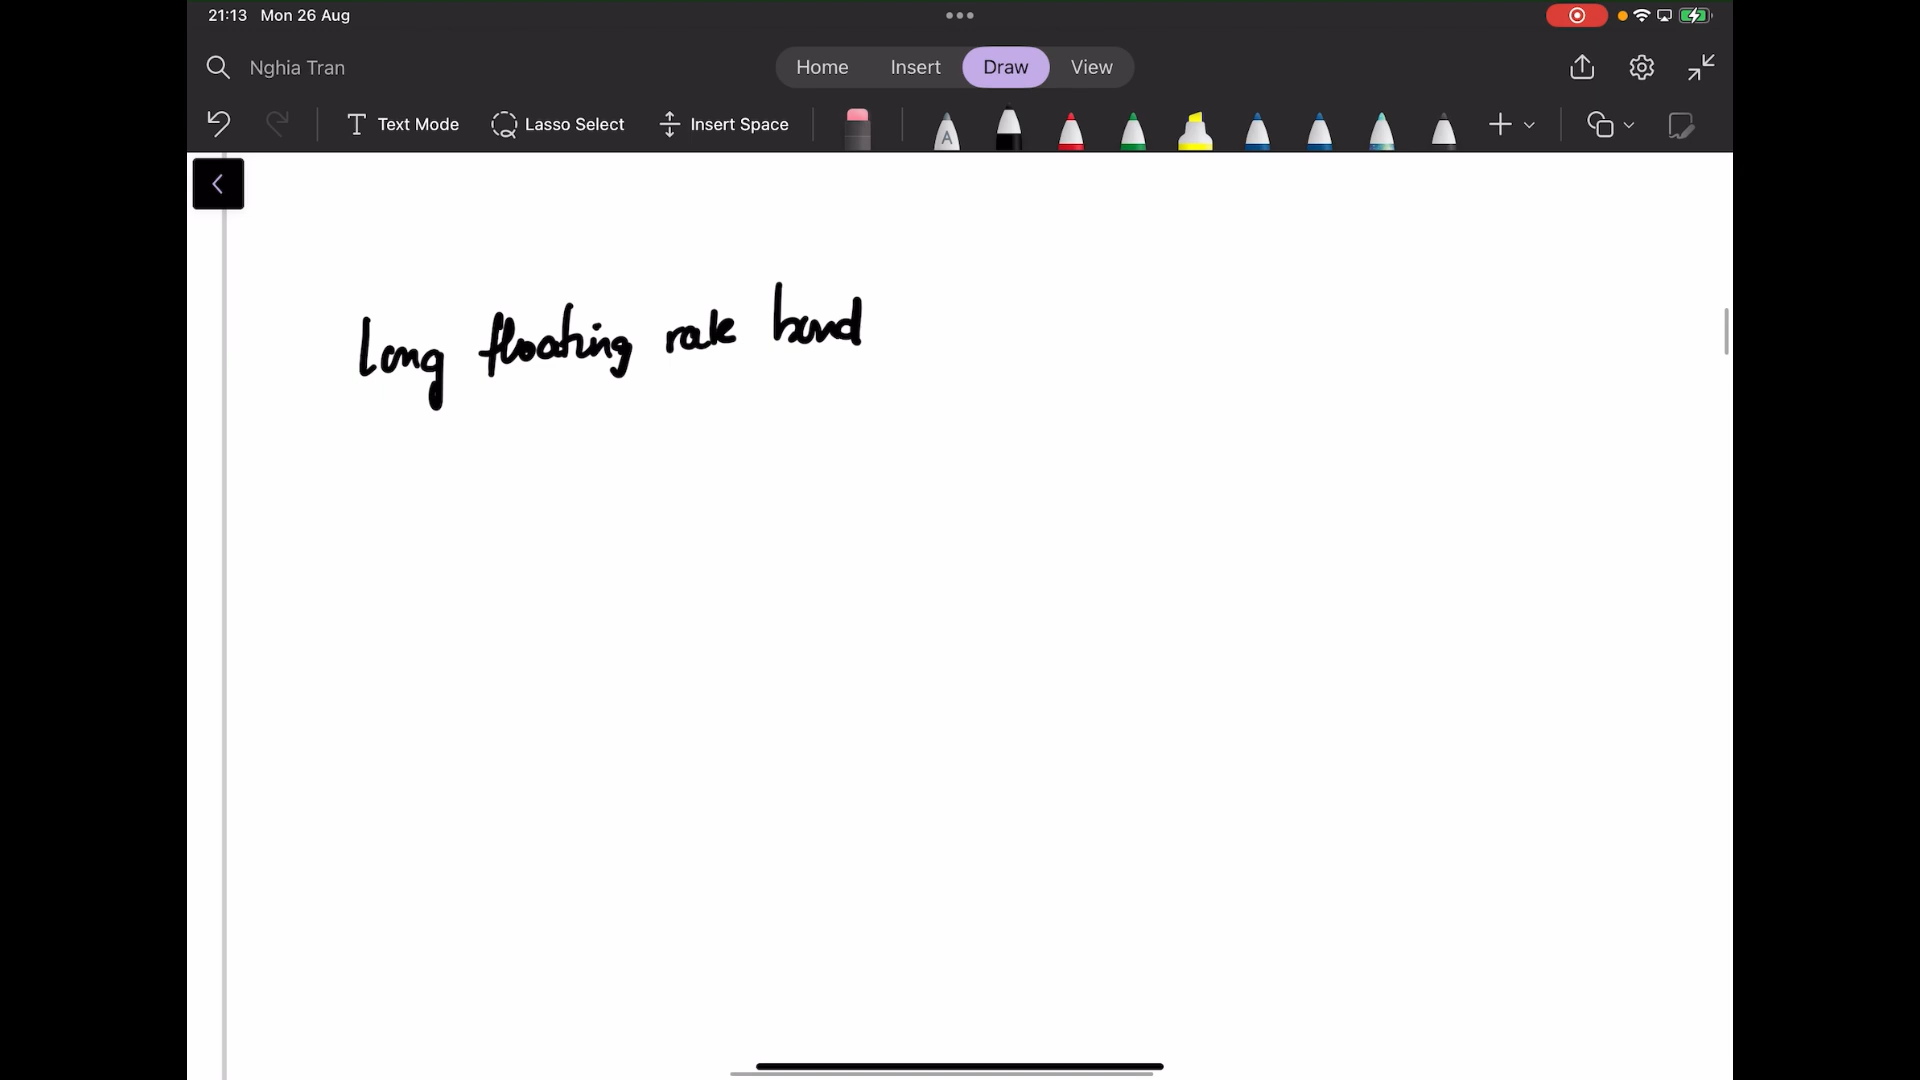 21:13 Mon 26 Aug
Nghia Tran
Home Insert Draw View
Text Mode Lasso Select Insert Space A
Long floating rate bond